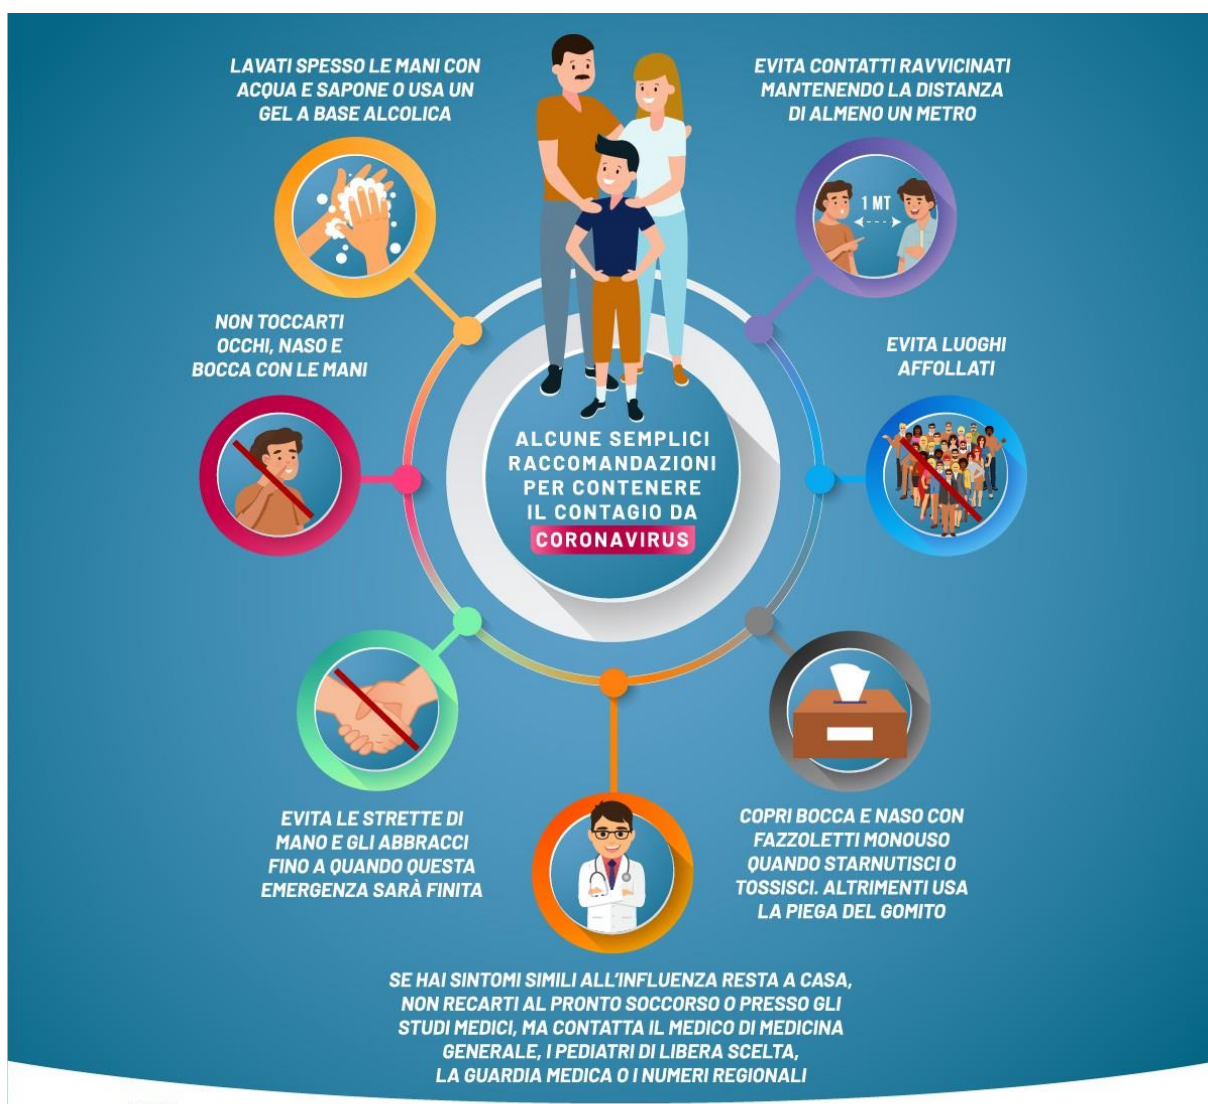 LAVATI SPESSO LE MANI CON
ACQUA E SAPONE O USA UN
GEL A BASE ALCOLICA
EVITA CONTATTI RAVVICINATI
MANTENENDO LA DISTANZA
DI ALMENO UN METRO
1 MT
NON TOCCARTI
OCCHI, NASO E
BOCCA CON LE MANI
EVITA LUOGHI
AFFOLLATI
ALCUNE SEMPLICI
RACCOMANDAZIONI
PER CONTENERE
IL CONTAGIO DA
CORONAVIRUS
EVITA LE STRETTE DI
MANO E GLI ABBRACCI
FINO A QUANDO QUESTA
EMERGENZA SARÀ FINITA
COPRI BOCCA E NASO CON
FAZZOLETTI MONOUSO
QUANDO STARNUTISCI O
TOSSISCI. ALTRIMENTI USA
LA PIEGA DEL GOMITO
SE HAI SINTOMI SIMILI ALL'INFLUENZA RESTA A CASA,
NON RECARTI AL PRONTO SOCCORSO O PRESSO GLI
STUDI MEDICI, MA CONTATTA IL MEDICO DI MEDICINA
GENERALE, I PEDIATRI DI LIBERA SCELTA,
LA GUARDIA MEDICA O I NUMERI REGIONALI